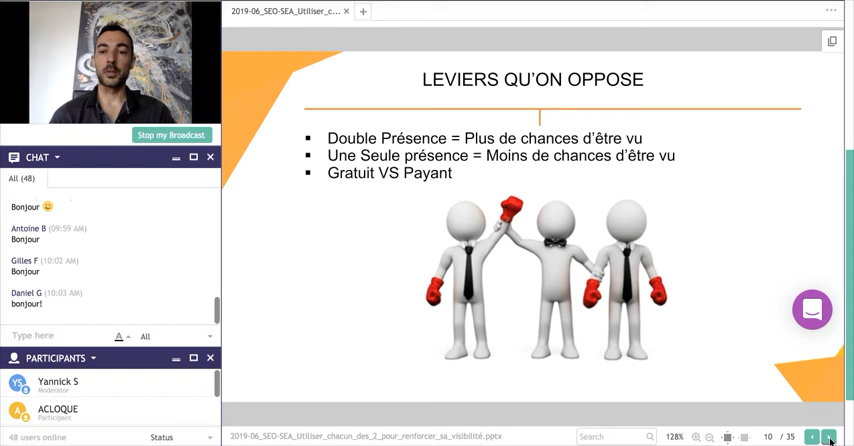 2019-06_SEO-SEA_Utiliser_c...
Stop my Broadcast
CHAT
All (48)
Bonjour
Antoine B (09:59 AM)
Bonjour
Gilles F (10:02 AM)
Bonjour
Daniel G (10:03 AM)
bonjour!
Type here A All
PARTICIPANTS
YS Yannick S
Moderator
A ACLOQUE
Participant
48 users online Status
LEVIERS QU’ON OPPOSE
Double Présence = Plus de chances d’être vu
Une Seule présence = Moins de chances d’être vu
Gratuit VS Payant
2019-06_SEO-SEA_Utiliser_chacun_des_2_pour_renforcer_sa_visibilité.pptx
Search 128% 10 / 35